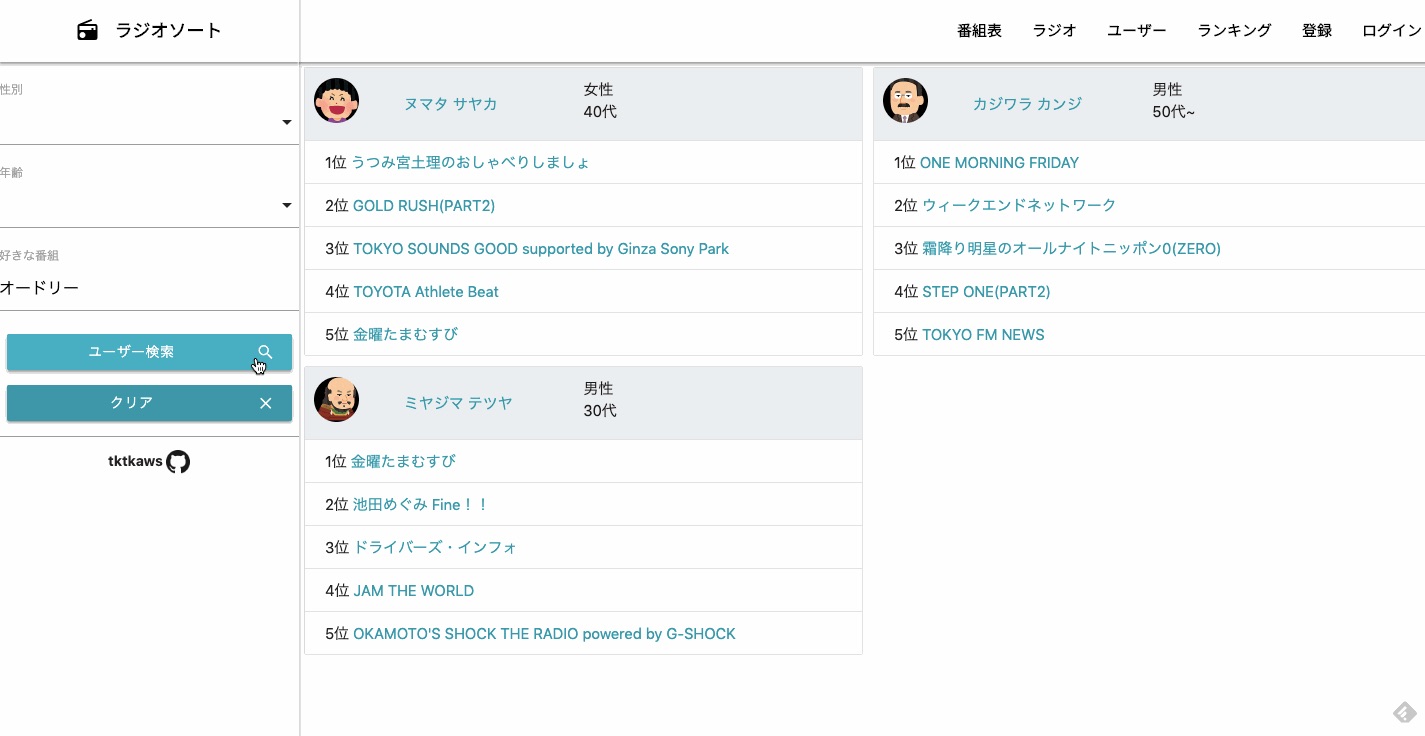 ラジオソート
番組表 ラジオ ユーザー ランキング 登録 ログイン
性別
年齢
好きな番組
オードリー
ユーザー検索
クリア
tktkaws
ヌマタ サヤカ
女性
40代
1位 うつみ宮土理のおしゃべりしましょ
2位 GOLD RUSH(PART2)
3位 TOKYO SOUNDS GOOD supported by Ginza Sony Park
4位 TOYOTA Athlete Beat
5位 金曜たまむすび
カジワラ カンジ
男性
50代~
1位 ONE MORNING FRIDAY
2位 ウィークエンドネットワーク
3位 霜降り明星のオールナイトニッポン0(ZERO)
4位 STEP ONE(PART2)
5位 TOKYO FM NEWS
ミヤジマ テツヤ
男性
30代
1位 金曜たまむすび
2位 池田めぐみ Fine！！
3位 ドライバーズ・インフォ
4位 JAM THE WORLD
5位 OKAMOTO'S SHOCK THE RADIO powered by G-SHOCK